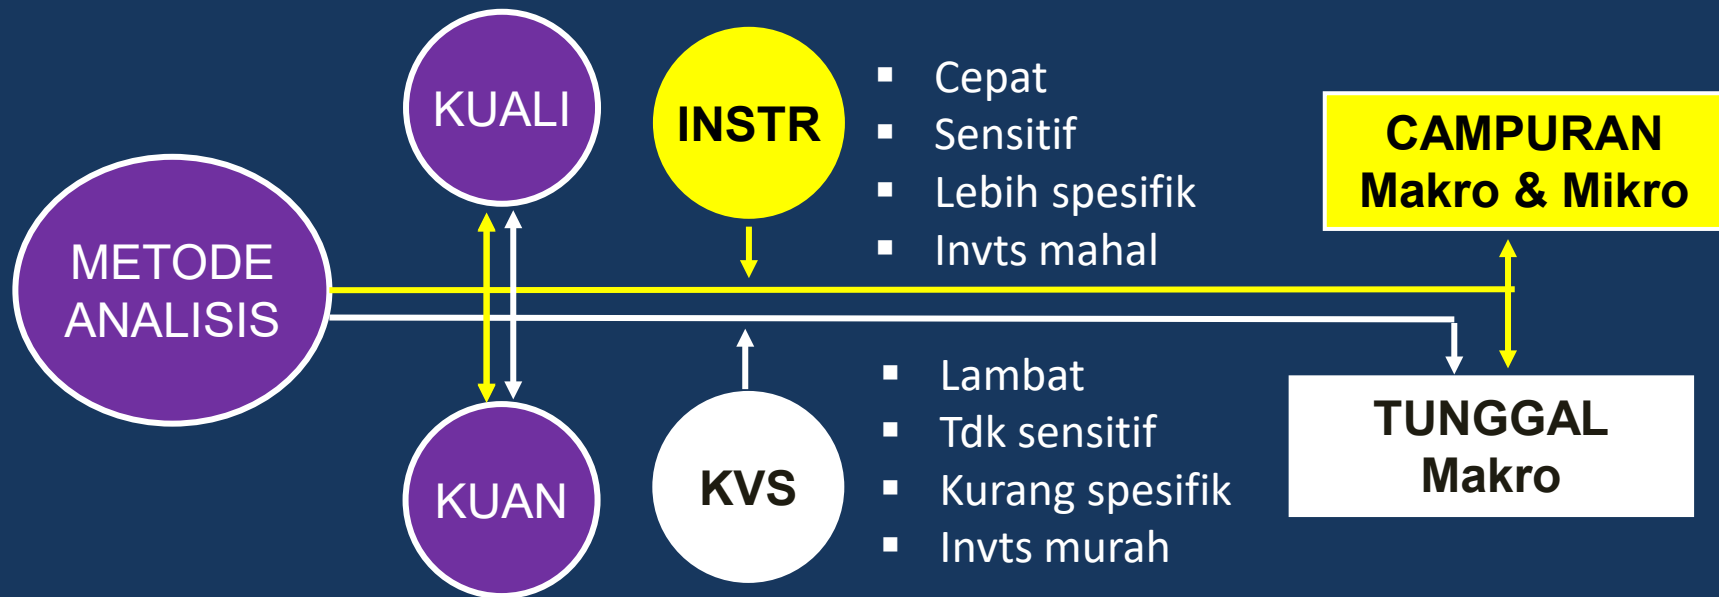 METODE
ANALISIS
KUALI
KUAN
INSTR
Cepat
Sensitif
Lebih spesifik
Invts mahal
KVS
Lambat
Tdk sensitif
Kurang spesifik
Invts murah
CAMPURAN
Makro & Mikro
TUNGGAL
Makro